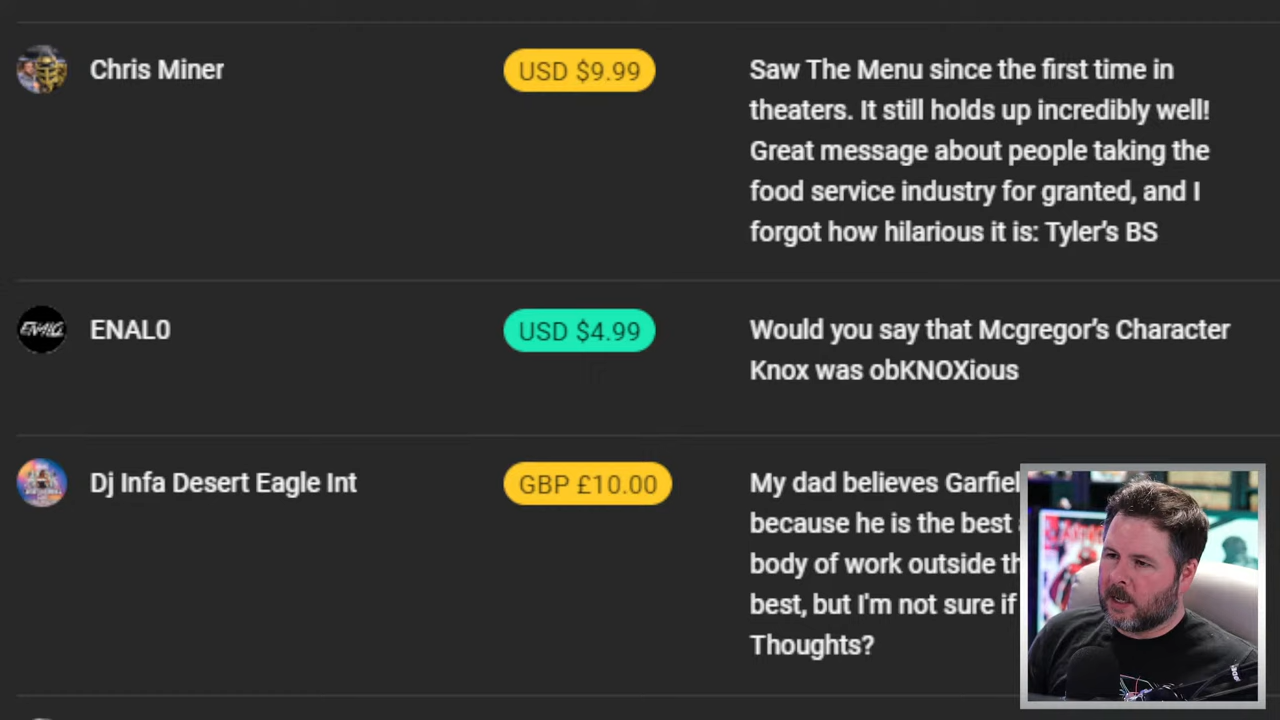 Chris Miner
USD $9.99
Saw The Menu since the first time in
theaters. It still holds up incredibly well!
Great message about people taking the
food service industry for granted, and I
forgot how hilarious it is: Tyler’s BS
ENAL0
USD $4.99
Would you say that Mcgregor’s Character
Knox was obKNOXious
Dj Infa Desert Eagle Int
GBP £10.00
My dad believes
because he is the best
body of work outside
best, but I'm not sure if
Thoughts?